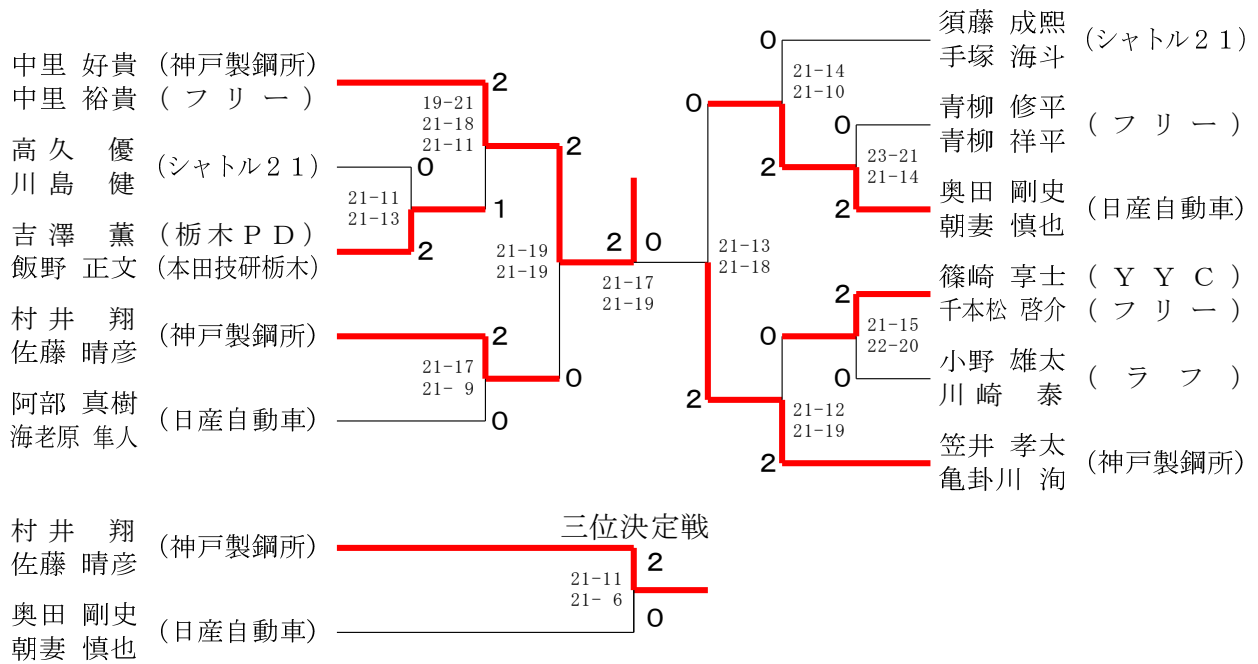 中里 好貴 (神戸製鋼所)
中里 裕貴 (フリー)
高久 優 (シャトル21)
川島 健
吉澤 薫 (栃木PD)
飯野 正文 (本田技研栃木)
村井 翔 (神戸製鋼所)
佐藤 晴彦
阿部 真樹 (日産自動車)
海老原 隼人
2
19-21
21-18
21-11
0
21-11
21-13
1
2
2
21-19
21-19
2
21-17
21- 9
0
0
2 0
21-17
21-19
0
21-14
21-10
0
0
23-21
21-14
2
2
21-13
21-18
2
0
21-15
22-20
0
2
21-12
21-19
2
須藤 成熙 (シャトル21)
手塚 海斗
青柳 修平 (フリー)
青柳 祥平
奥田 剛史 (日産自動車)
朝妻 慎也
篠崎 享士 (YYC)
千本松 啓介 (フリー)
小野 雄太 (ラフ)
川崎 泰
笠井 孝太 (神戸製鋼所)
亀卦川 洵
三位決定戦
村井 翔 (神戸製鋼所)
佐藤 晴彦
奥田 剛史 (日産自動車)
朝妻 慎也
2
21-11
21- 6
0